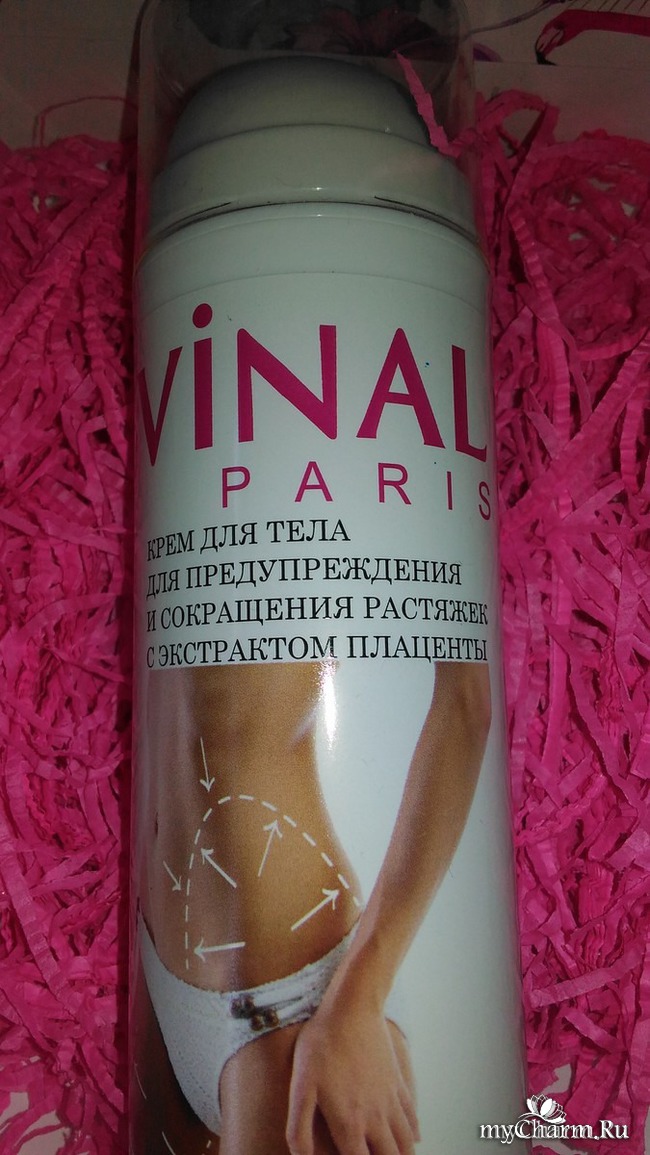 ViNAL
PARIS
КРЕМ ДЛЯ ТЕЛА
ДЛЯ ПРЕДУПРЕЖДЕНИЯ
И СОКРАЩЕНИЯ РАСТЯЖЕК
С ЭКСТРАКТОМ ПЛАЦЕНТЫ
myCharm.Ru